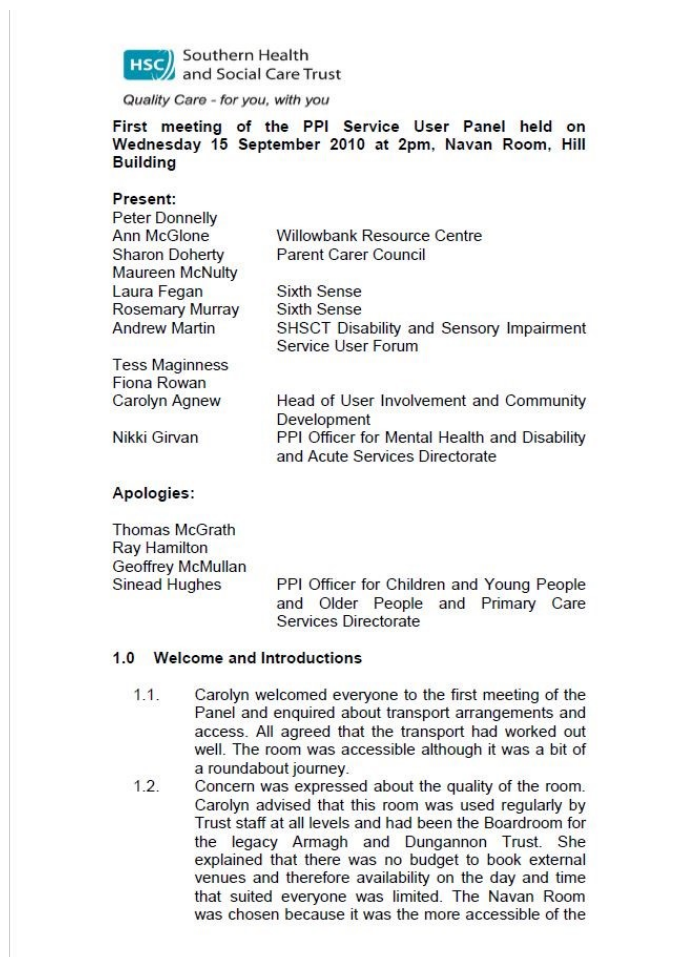 HSC Southern Health
and Social Care Trust
Quality Care - for you, with you
First meeting of the PPI Service User Panel held on
Wednesday 15 September 2010 at 2pm, Navan Room, Hill
Building
Present:
Peter Donnelly
Ann McGlone Willowbank Resource Centre
Sharon Doherty Parent Carer Council
Maureen McNulty
Laura Fegan Sixth Sense
Rosemary Murray Sixth Sense
Andrew Martin SHSCT Disability and Sensory Impairment
Service User Forum
Tess Maginness
Fiona Rowan
Carolyn Agnew Head of User Involvement and Community
Development
Nikki Girvan PPI Officer for Mental Health and Disability
and Acute Services Directorate
Apologies:
Thomas McGrath
Ray Hamilton
Geoffrey McMullan
Sinead Hughes PPI Officer for Children and Young People
and Older People and Primary Care
Services Directorate
1.0 Welcome and Introductions
1.1. Carolyn welcomed everyone to the first meeting of the
Panel and enquired about transport arrangements and
access. All agreed that the transport had worked out
well. The room was accessible although it was a bit of
a roundabout journey.
1.2. Concern was expressed about the quality of the room.
Carolyn advised that this room was used regularly by
Trust staff at all levels and had been the Boardroom for
the legacy Armagh and Dungannon Trust. She
explained that there was no budget to book external
venues and therefore availability on the day and time
that suited everyone was limited. The Navan Room
was chosen because it was the more accessible of the